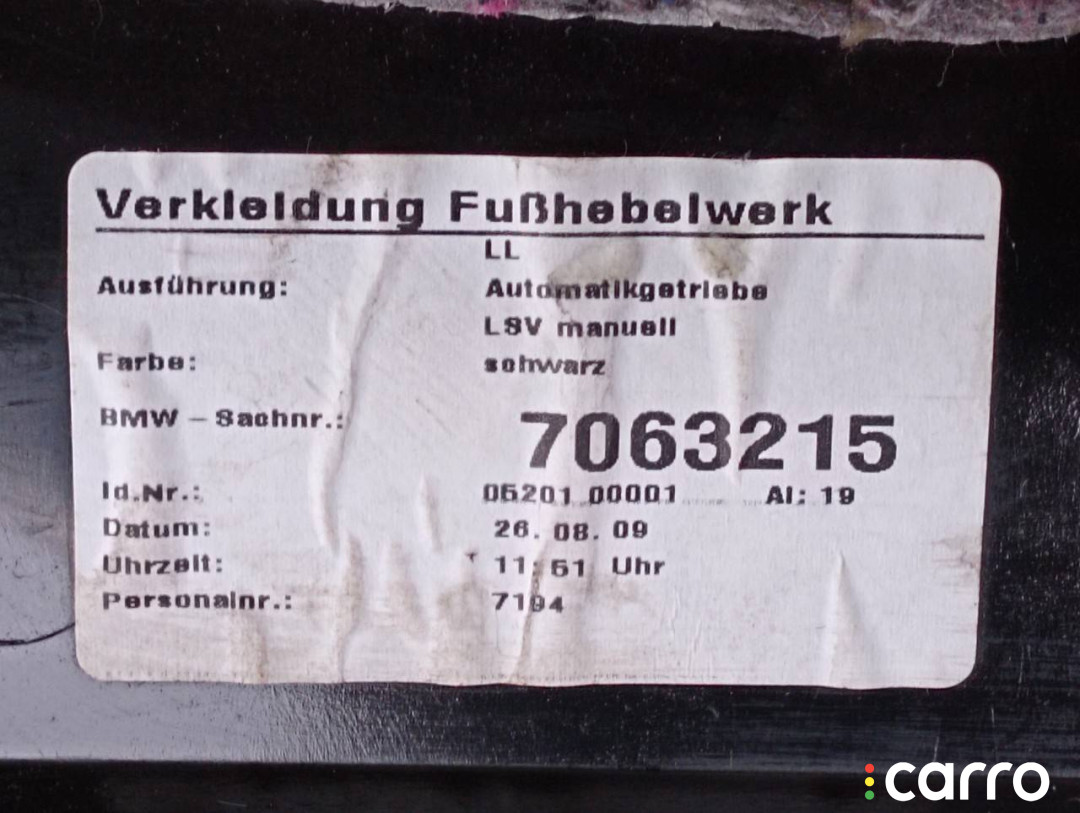 Verkleidung Fußhebelwerk
LL
Ausführung: Automatikgetriebe
LSV manuell
Farbe: schwarz
BMW – Sachnr.: 7063215
Id.Nr.: 05201 00001 AI: 19
Datum: 26. 08. 09
Uhrzeit: 11: 51 Uhr
Personalnr.: 7194
carro